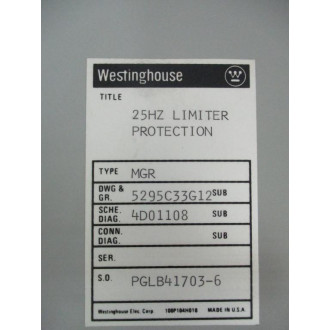 Westinghouse
TITLE
25HZ LIMITER
PROTECTION
TYPE MGR
DWG & GR. 5295C33G12 SUB
SCHE. DIAG. 4D01108 SUB
CONN. DIAG. SUB
SER.
S.O. PGLB41703-6
Westinghouse Elec. Corp. MADE IN U.S.A.